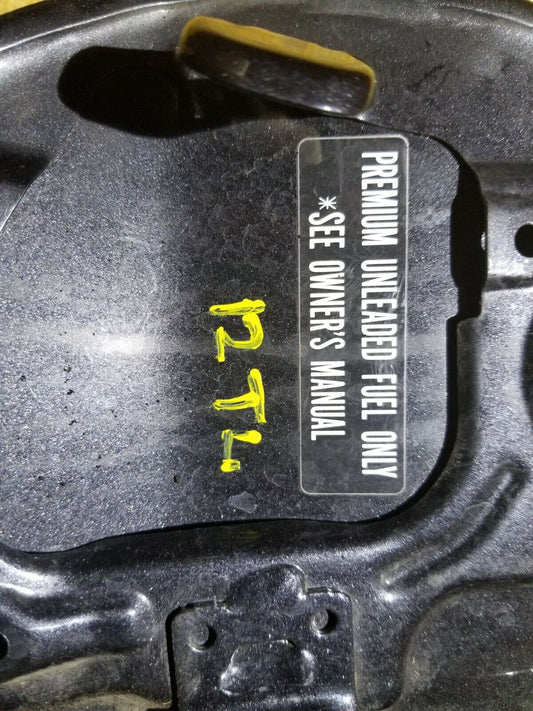 PREMIUM UNLEADED FUEL ONLY
*SEE OWNER'S MANUAL
12 TL